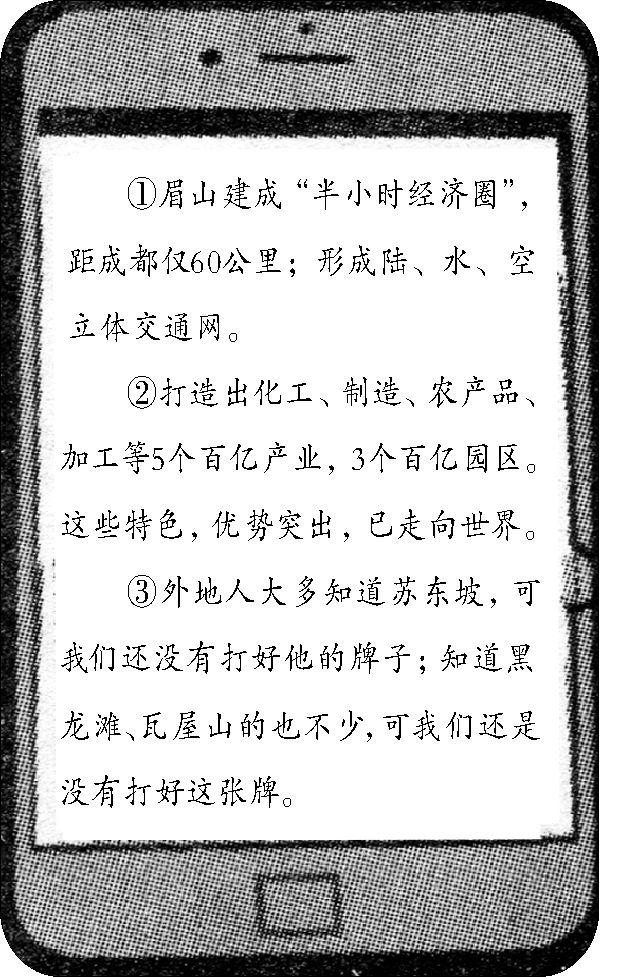 ①眉山建成“半小时经济圈”，
距成都仅60公里；形成陆、水、空
立体交通网。
②打造出化工、制造、农产品、
加工等5个百亿产业，3个百亿园区。
这些特色，优势突出，已走向世界。
③外地人大多知道苏东坡，可
我们还没有打好他的牌子；知道黑
龙滩、瓦屋山的也不少，可我们还是
没有打好这张牌。